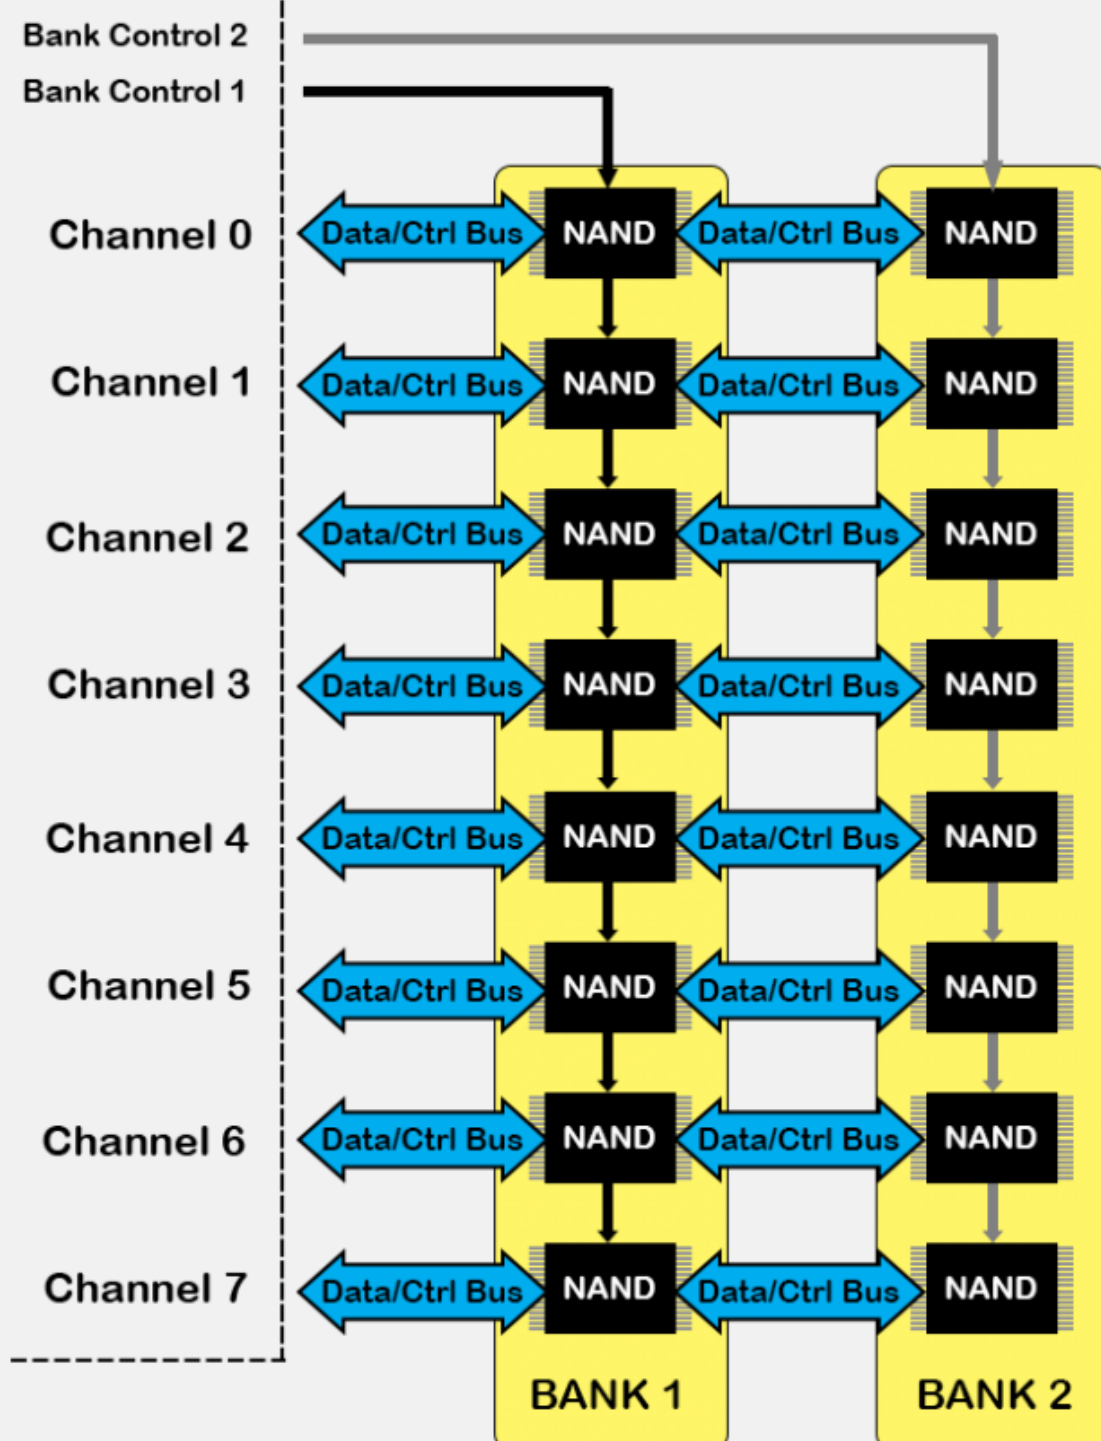 Bank Control 2
Bank Control 1
Channel 0 Data/Ctrl Bus NAND Data/Ctrl Bus NAND
Channel 1 Data/Ctrl Bus NAND Data/Ctrl Bus NAND
Channel 2 Data/Ctrl Bus NAND Data/Ctrl Bus NAND
Channel 3 Data/Ctrl Bus NAND Data/Ctrl Bus NAND
Channel 4 Data/Ctrl Bus NAND Data/Ctrl Bus NAND
Channel 5 Data/Ctrl Bus NAND Data/Ctrl Bus NAND
Channel 6 Data/Ctrl Bus NAND Data/Ctrl Bus NAND
Channel 7 Data/Ctrl Bus NAND Data/Ctrl Bus NAND
BANK 1 BANK 2